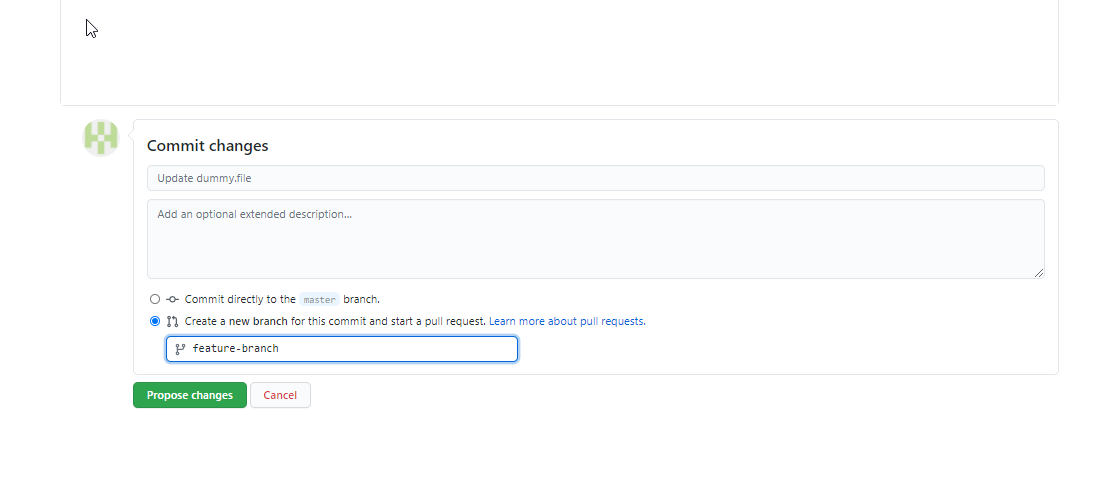 Commit changes
Update dummy.file
Add an optional extended description...
Commit directly to the master branch.
Create a new branch for this commit and start a pull request. Learn more about pull requests.
feature-branch
Propose changes Cancel